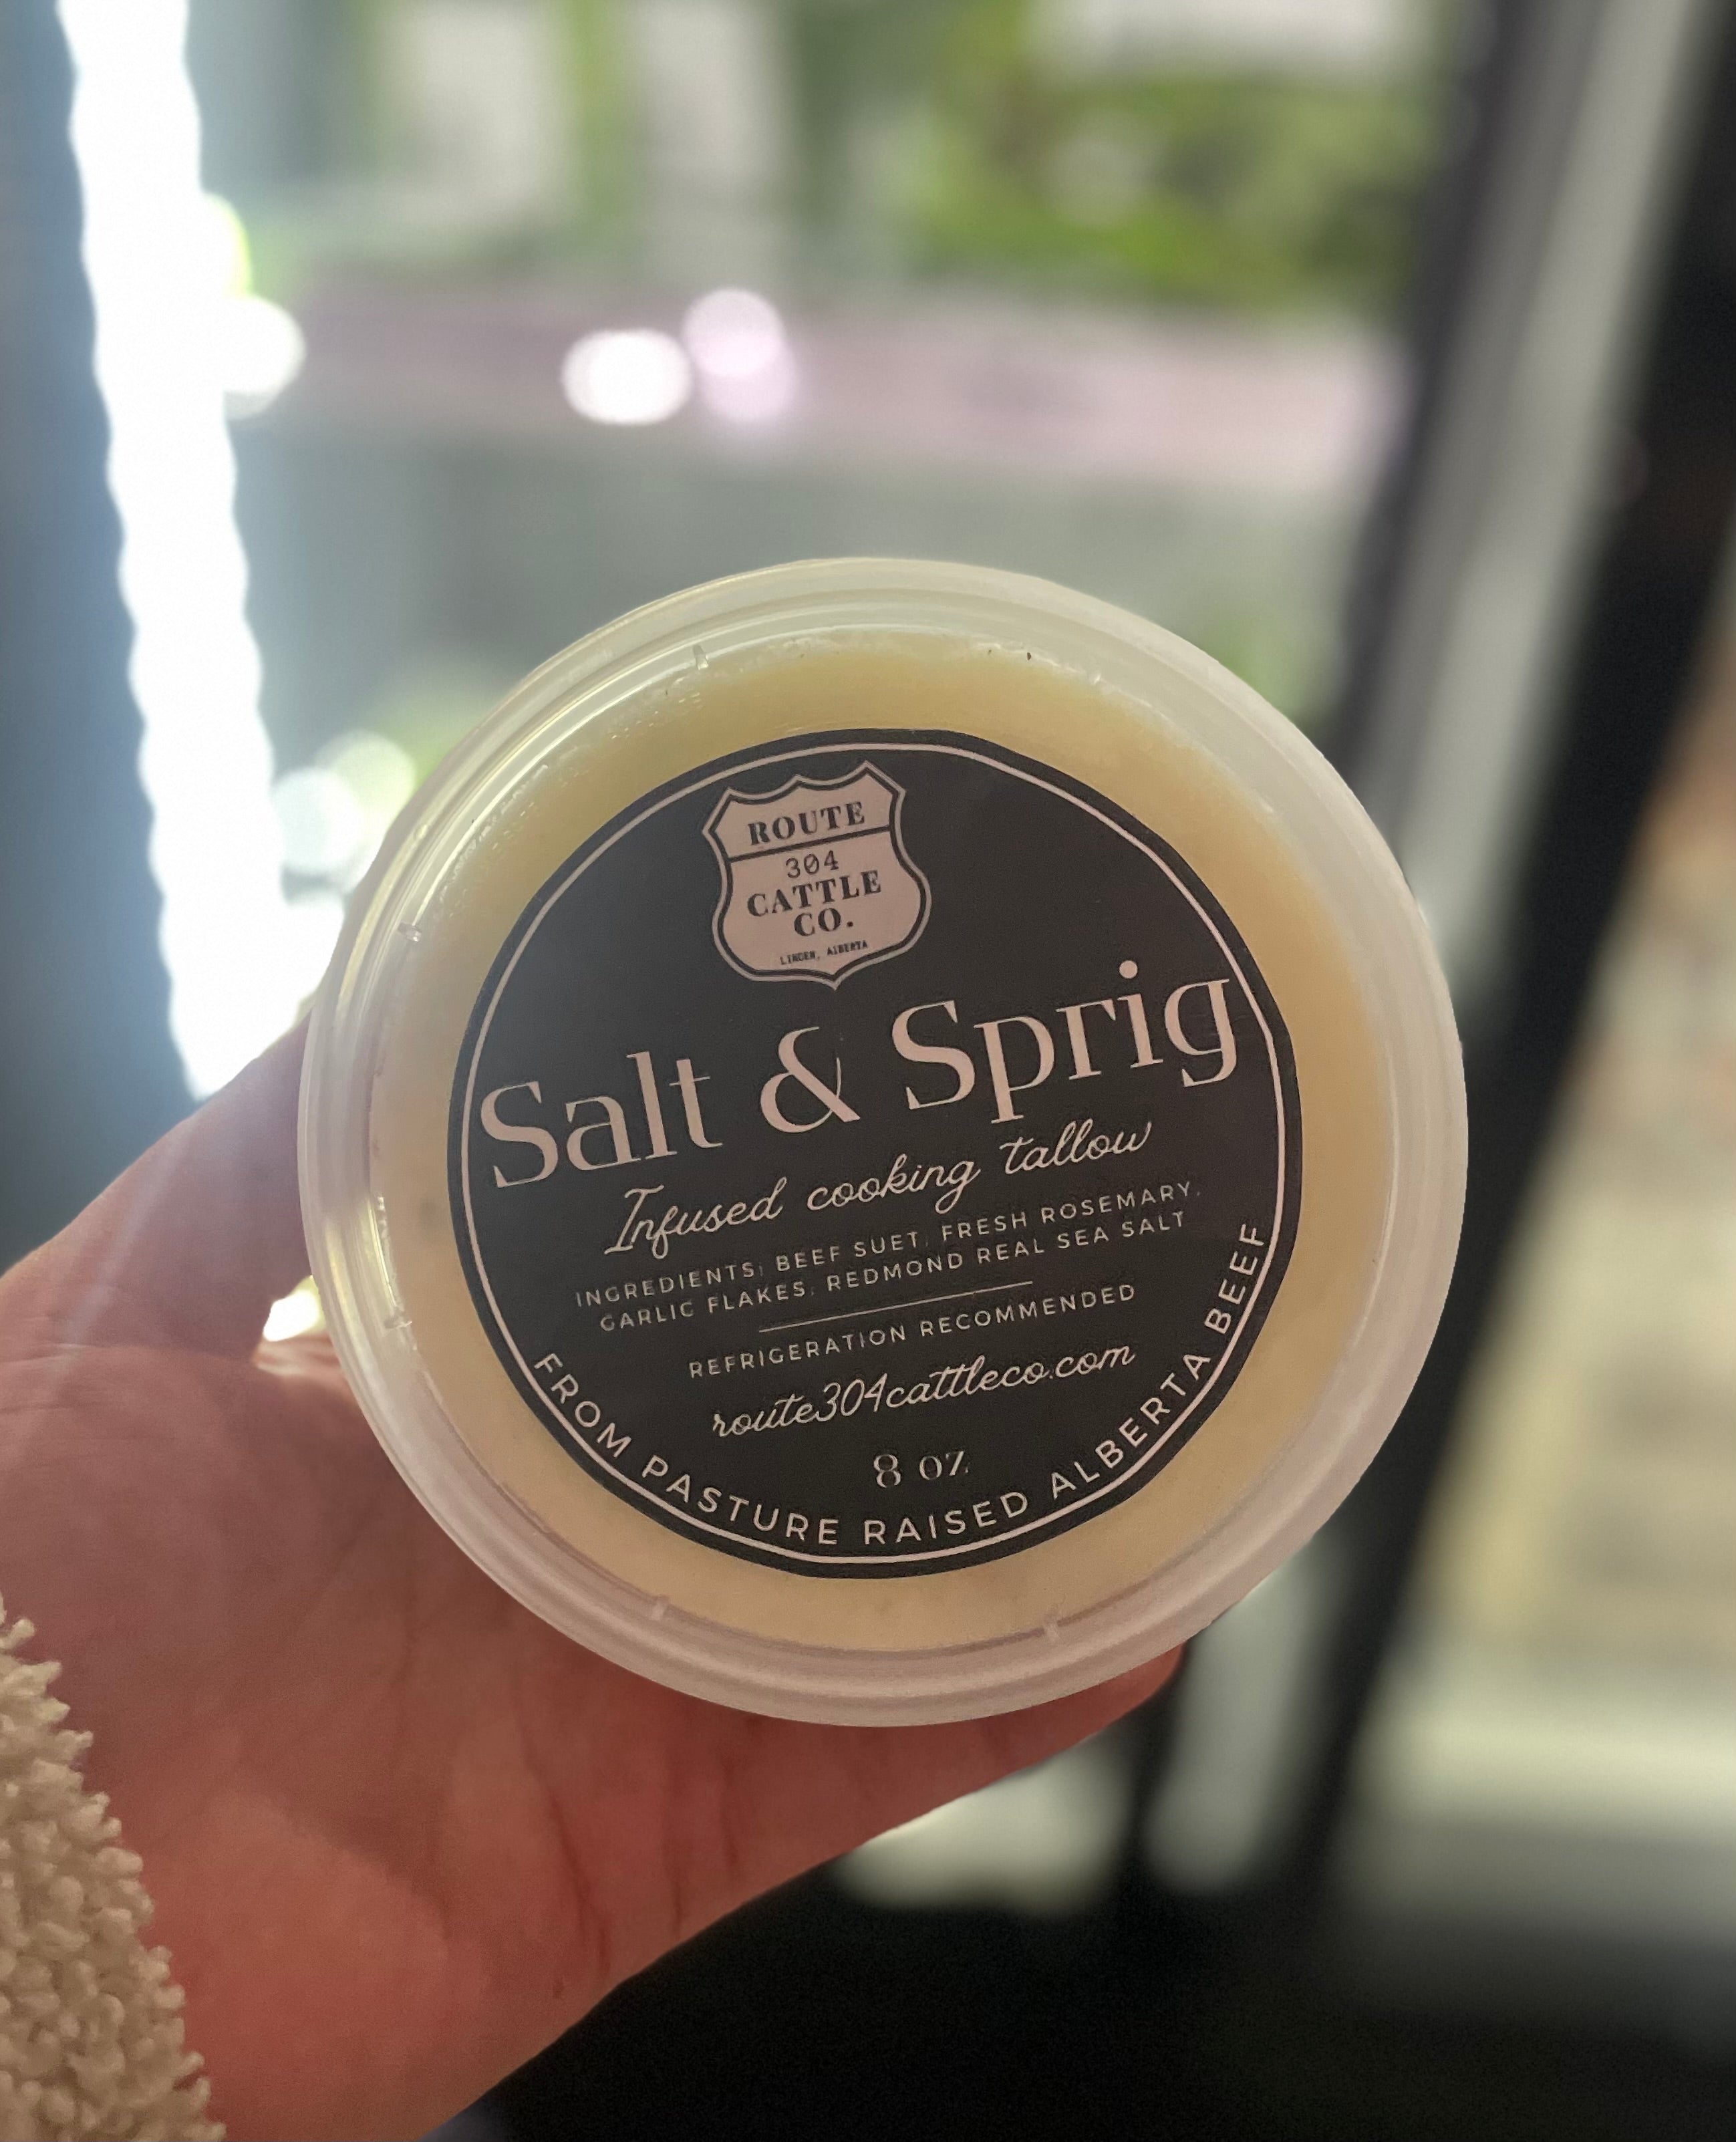 ROUTE
304
CATTLE
CO.
LINDEN, ALBERTA
Salt & Sprig
Infused cooking tallow
INGREDIENTS: BEEF SUET, FRESH ROSEMARY,
GARLIC FLAKES, REDMOND REAL SEA SALT
REFRIGERATION RECOMMENDED
route304cattleco.com
8 oz
FROM PASTURE RAISED ALBERTA BEEF